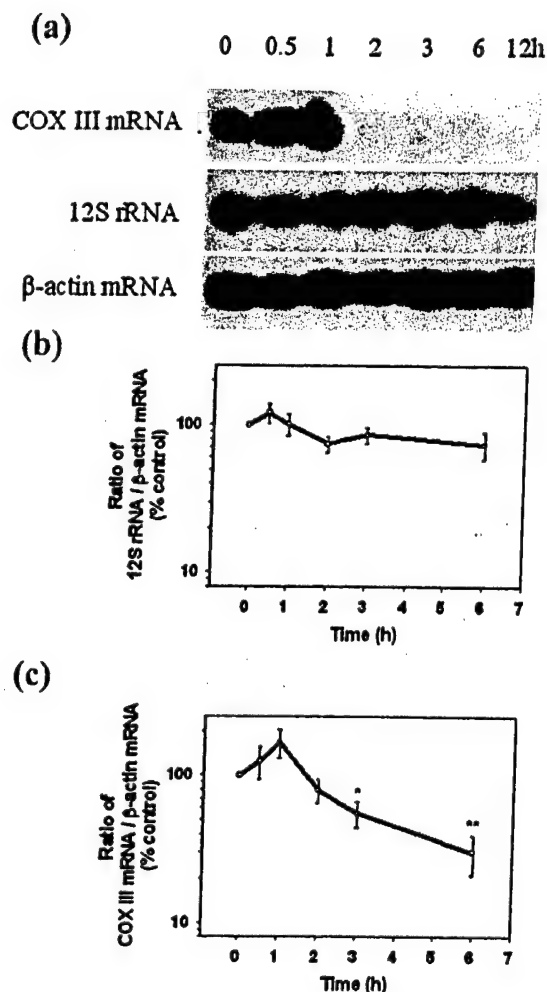 (a)
0 0.5 1 2 3 6 12h
COX III mRNA
12S rRNA
β-actin mRNA
(b)
Ratio of
12S rRNA / β-actin mRNA
(% control)
100
10
0 1 2 3 4 5 6 7
Time (h)
(c)
Ratio of
COX III mRNA / β-actin mRNA
(% control)
100
10
*
**
0 1 2 3 4 5 6 7
Time (h)